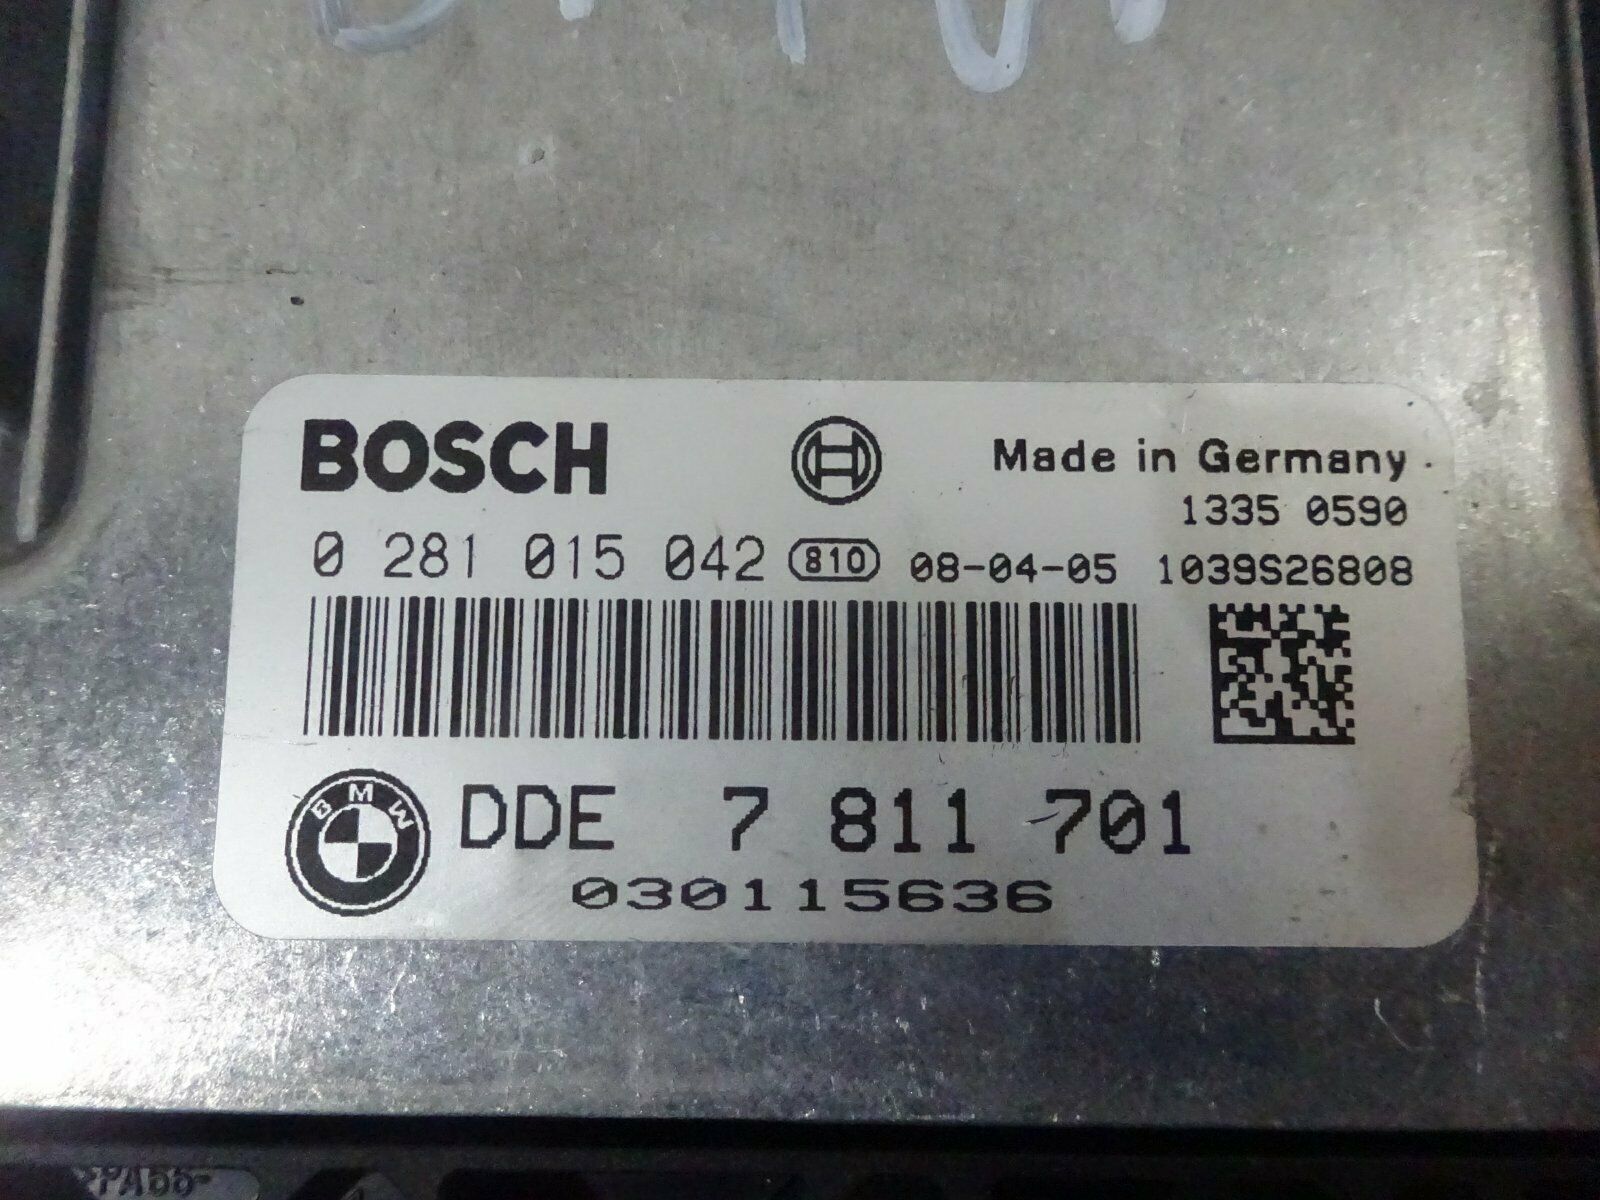 BOSCH
Made in Germany
1335 0590
0 281 015 042 810 08-04-05 1039S26808
BMW
DDE 7 811 701
030115636